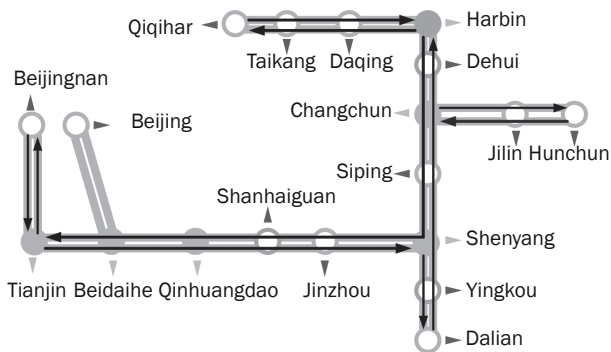 Qiqihar
Harbin
Taikang Daqing
Dehui
Beijingnan
Changchun
Beijing
Jilin Hunchun
Siping
Shanhaiguan
Shenyang
Tianjin Beidaihe Qinhuangdao Jinzhou
Yingkou
Dalian